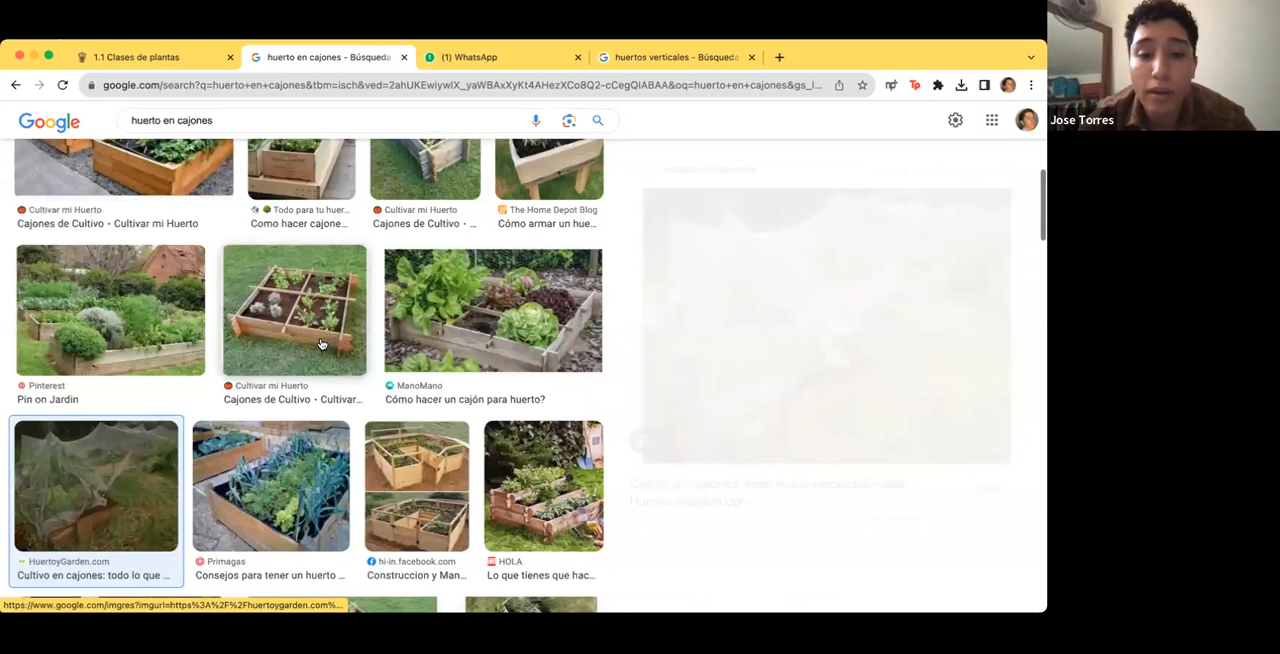 1.1 Clases de plantas
huerto en cajones - Búsqueda
(1) WhatsApp
huertos verticales - Búsqueda
google.com/search?q=huerto+en+cajones&tbm=isch&ved=2ahUKEwiywIX_yaWBAxXyKt4AHezXCo8Q2-cCegQIABAA&oq=huerto+en+cajones&gs_l...
Jose Torres
Google
huerto en cajones
Cultivar mi Huerto
Cajones de Cultivo · Cultivar mi Huerto
Todo para tu huer...
Como hacer cajone...
Cultivar mi Huerto
Cajones de Cultivo · ...
The Home Depot Blog
Cómo armar un hue...
Pinterest
Pin on Jardin
Cultivar mi Huerto
Cajones de Cultivo · Cultivar...
ManoMano
Cómo hacer un cajón para huerto?
HuertoyGarden.com
Cultivo en cajones: todo lo que ...
Primagas
Consejos para tener un huerto ...
hi-in.facebook.com
Construccion y Man...
HOLA
Lo que tienes que hac...
https://www.google.com/imgres?imgurl=https%3A%2F%2Fhuertoygarden.com%...